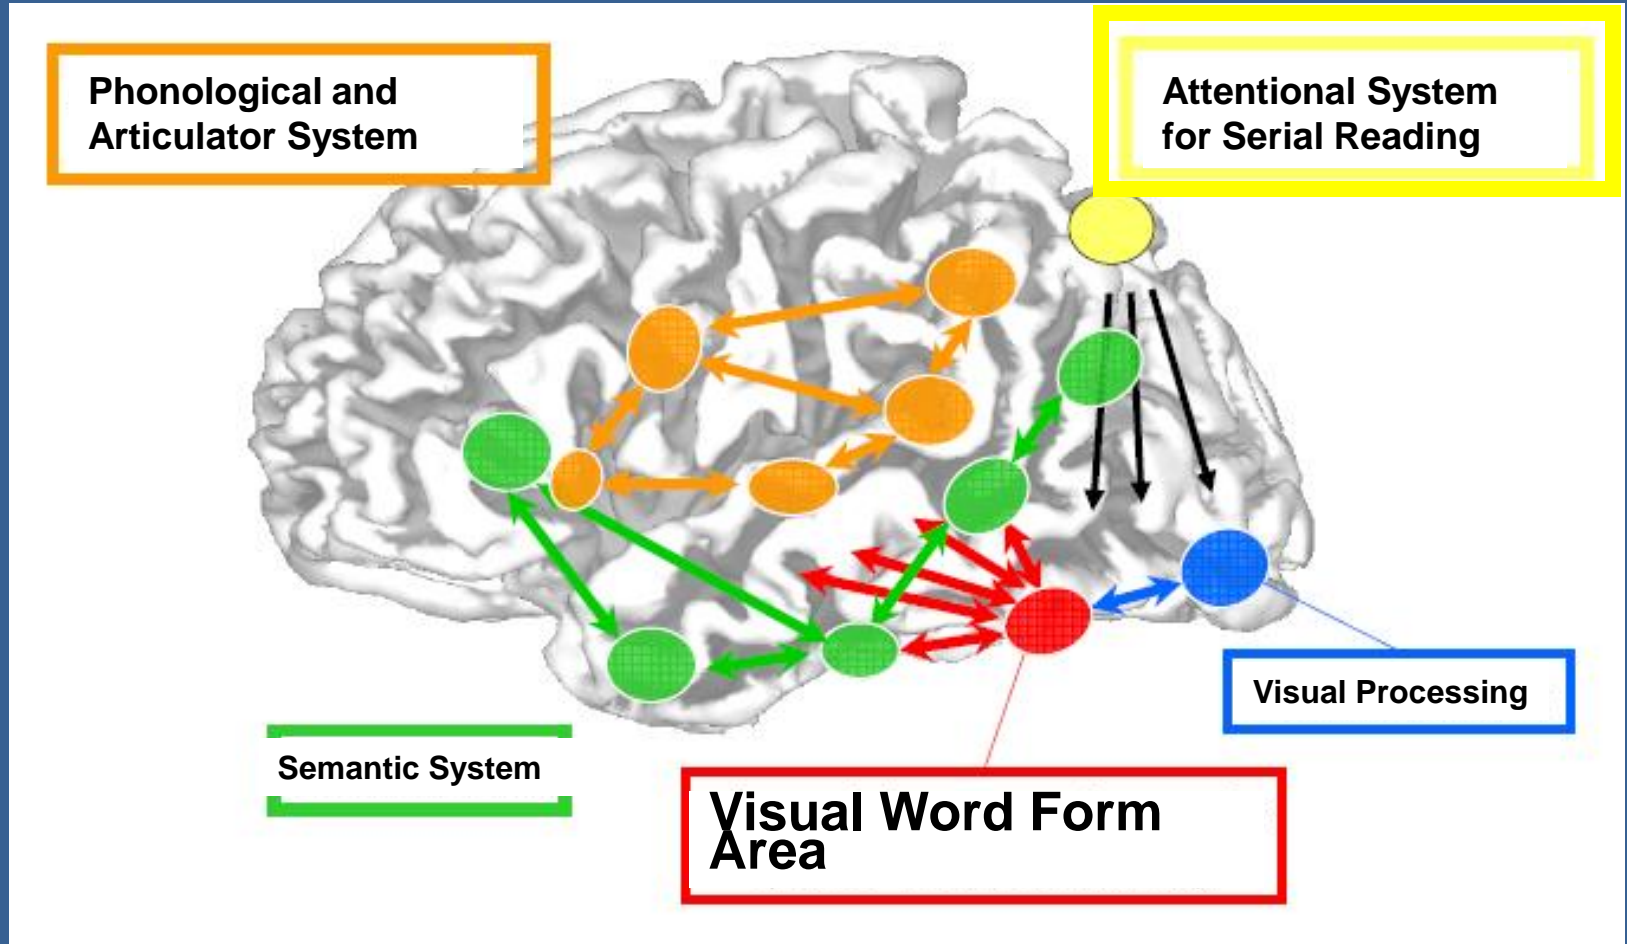 Phonological and
Articulator System
Attentional System
for Serial Reading
Visual Processing
Semantic System
Visual Word Form
Area